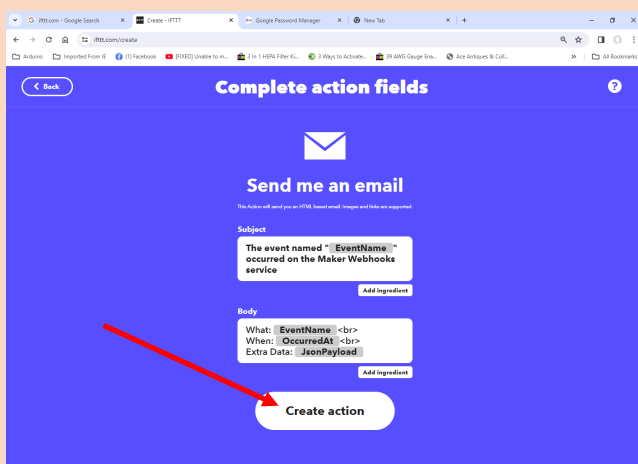 ifttt.com - Google Search
Create - IFTTT
Google Password Manager
New Tab
ifttt.com/create
Arduino
Imported From IE
(1) Facebook
[FIXED] Unable to m...
3 In 1 HEPA Filter Ki...
3 Ways to Activate...
39 AWG Gauge Ena...
Ace Antiques & Coll...
All Bookmarks
Back
Complete action fields
?
Send me an email
This Action will send you an HTML based email. Images and links are supported.
Subject
The event named " EventName "
occurred on the Maker Webhooks
service
Add ingredient
Body
What: EventName <br>
When: OccurredAt <br>
Extra Data: JsonPayload
Add ingredient
Create action